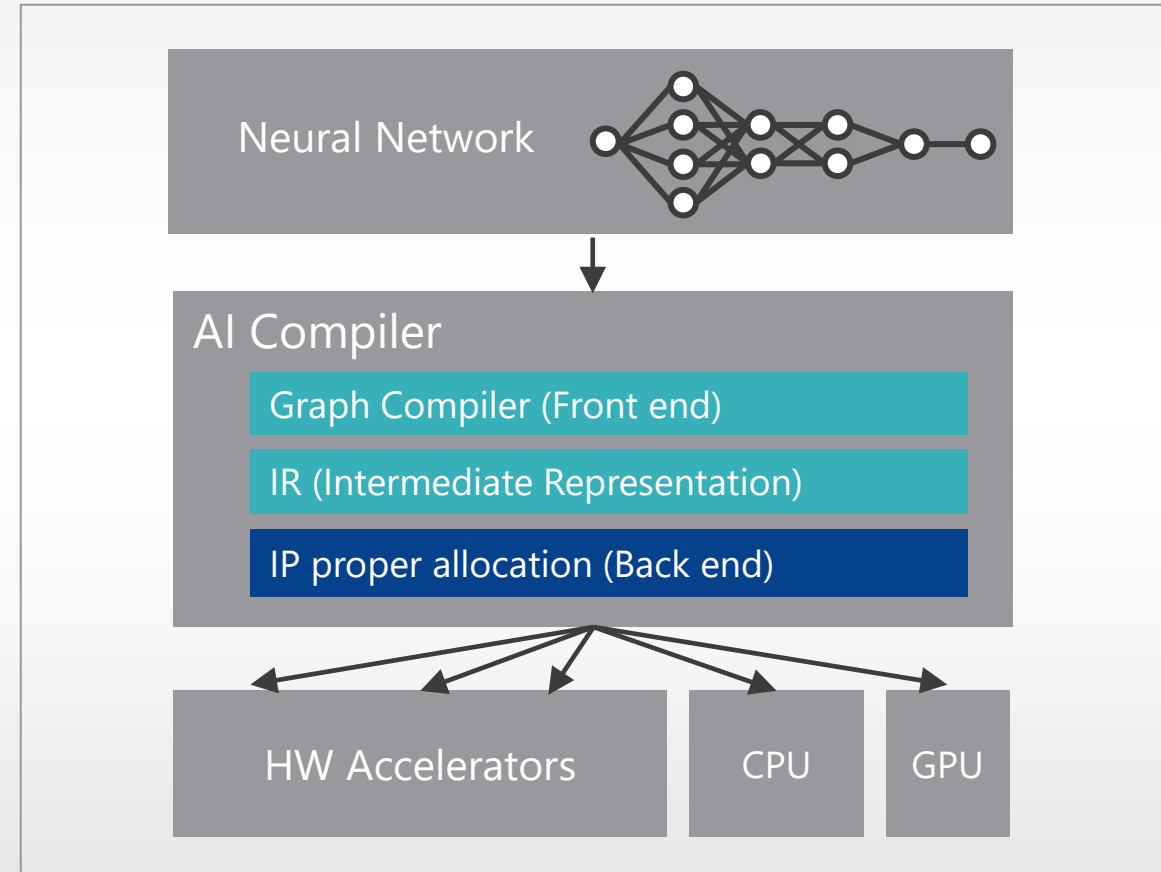 Neural Network
AI Compiler
Graph Compiler (Front end)
IR (Intermediate Representation)
IP proper allocation (Back end)
HW Accelerators
CPU
GPU